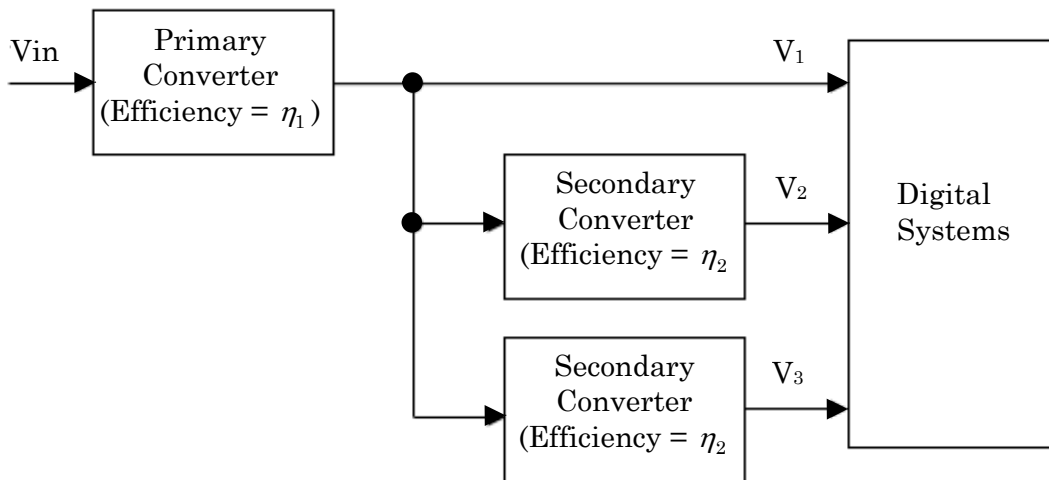 Vin
Primary
Converter
(Efficiency = η₁)
V₁
Secondary
Converter
(Efficiency = η₂
V₂
Digital
Systems
Secondary
Converter
(Efficiency = η₂
V₃